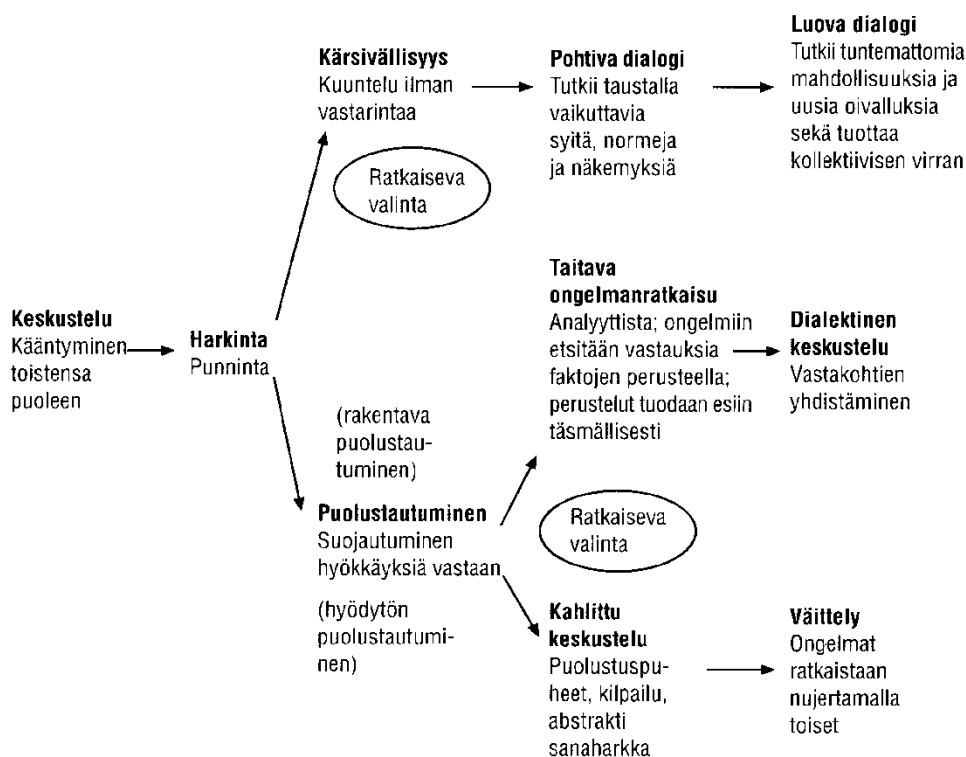 Keskustelu
Kääntyminen
toistensa
puoleen
Harkinta
Punninta
Kärsivällisyys
Kuuntelu ilman
vastarintaa
Ratkaiseva
valinta
Pohtiva dialogi
Tutkii taustalla
vaikuttavia
syitä, normeja
ja näkemyksiä
Luova dialogi
Tutkii tuntemattomia
mahdollisuuksia ja
uusia oivalluksia
sekä tuottaa
kollektiivisen virran
(rakentava
puolustau-
tuminen)
Puolustautuminen
Suojautuminen
hyökkäyksiä vastaan
(hyödytön
puolustautumi-
nen)
Taitava
ongelmanratkaisu
Analyyttista; ongelmiin
etsitään vastauksia
faktojen perusteella;
perustelut tuodaan esiin
täsmällisesti
Dialektinen
keskustelu
Vastakohtien
yhdistäminen
Ratkaiseva
valinta
Kahlittu
keskustelu
Puolustuspu-
heet, kilpailu,
abstrakti
sanaharkka
Väittely
Ongelmat
ratkaistaan
nujertamalla
toiset